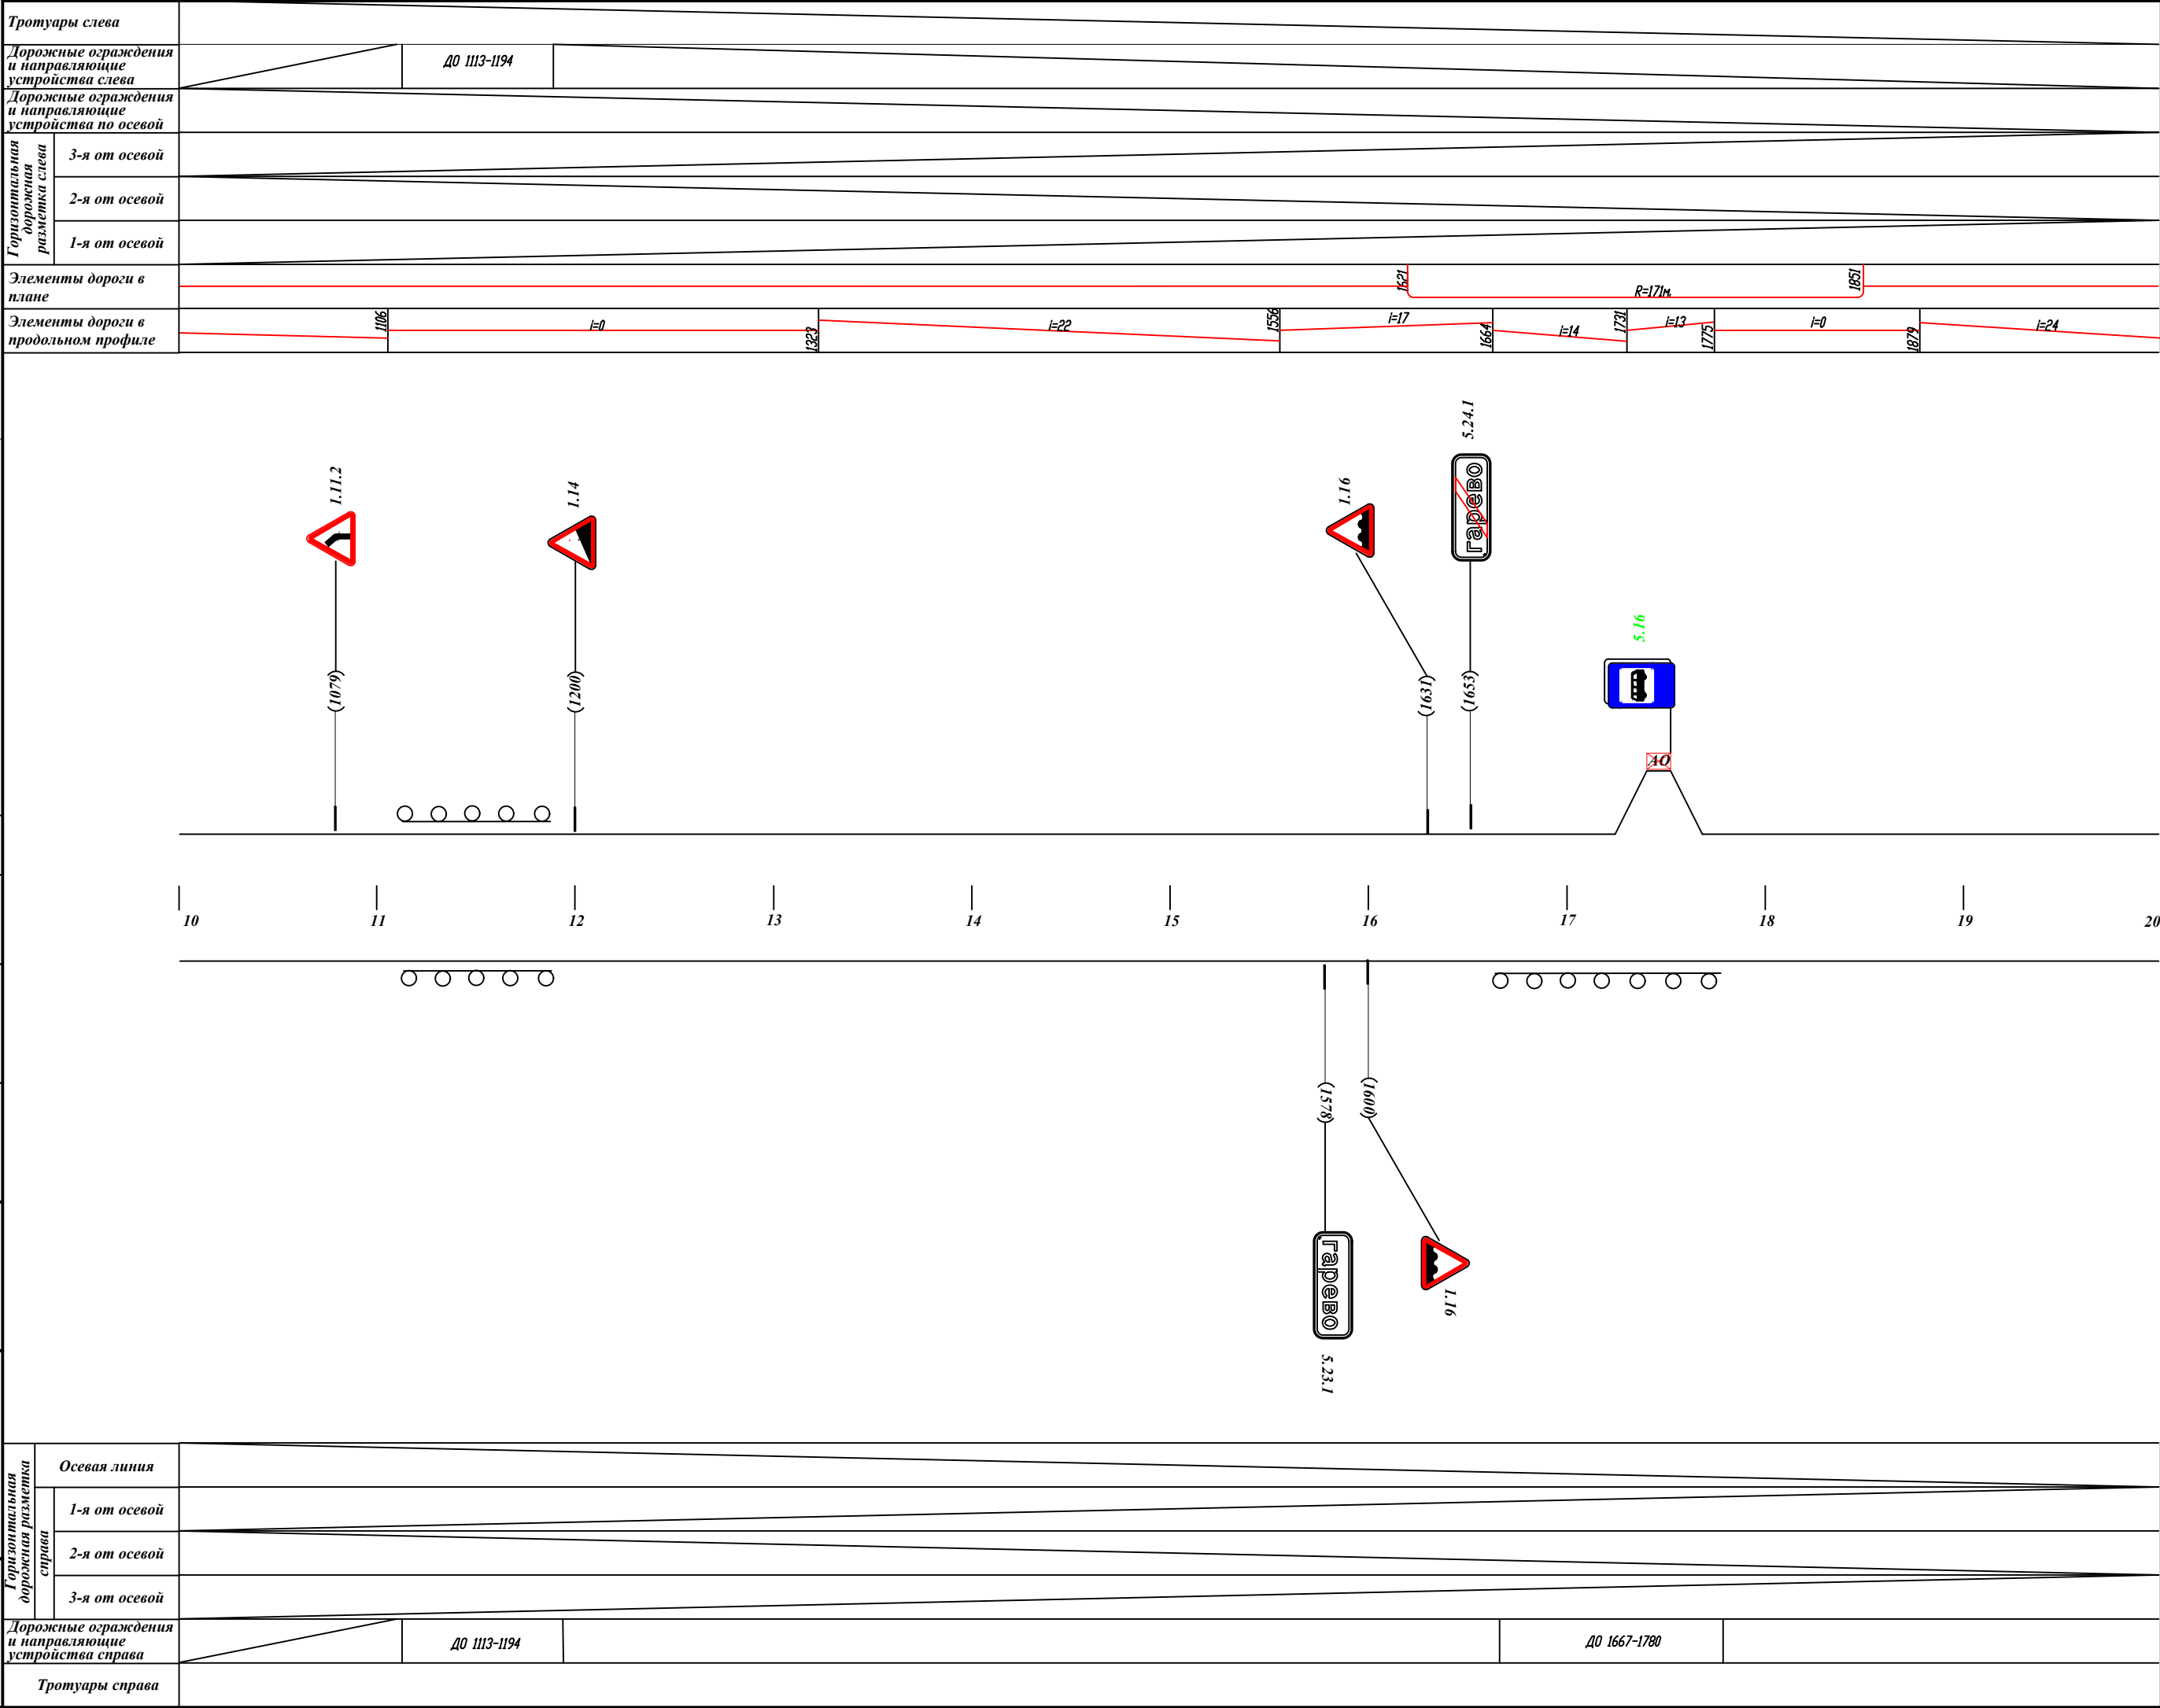 Тротуары слева
Дорожные ограждения
и направляющие
устройства слева
ДО 1113-1194
Дорожные ограждения
и направляющие
устройства по осевой
Горизонтальная
дорожная
разметка слева
3-я от осевой
2-я от осевой
1-я от осевой
Элементы дороги в
плане
1621
R=171м.
1851
Элементы дороги в
продольном профиле
1106
i=0
1323
i=22
1556
i=17
1664
i=14
1731
i=13
1775
i=0
1879
i=24
1.11.2
1.14
1.16
5.24.1
гарево
5.16
(1079)
(1200)
(1631)
(1653)
АО
10
11
12
13
14
15
16
17
18
19
20
(1578)
(1600)
гарево
1.16
5.23.1
Горизонтальная
дорожная разметка
справа
Осевая линия
1-я от осевой
2-я от осевой
3-я от осевой
Дорожные ограждения
и направляющие
устройства справа
ДО 1113-1194
ДО 1667-1780
Тротуары справа